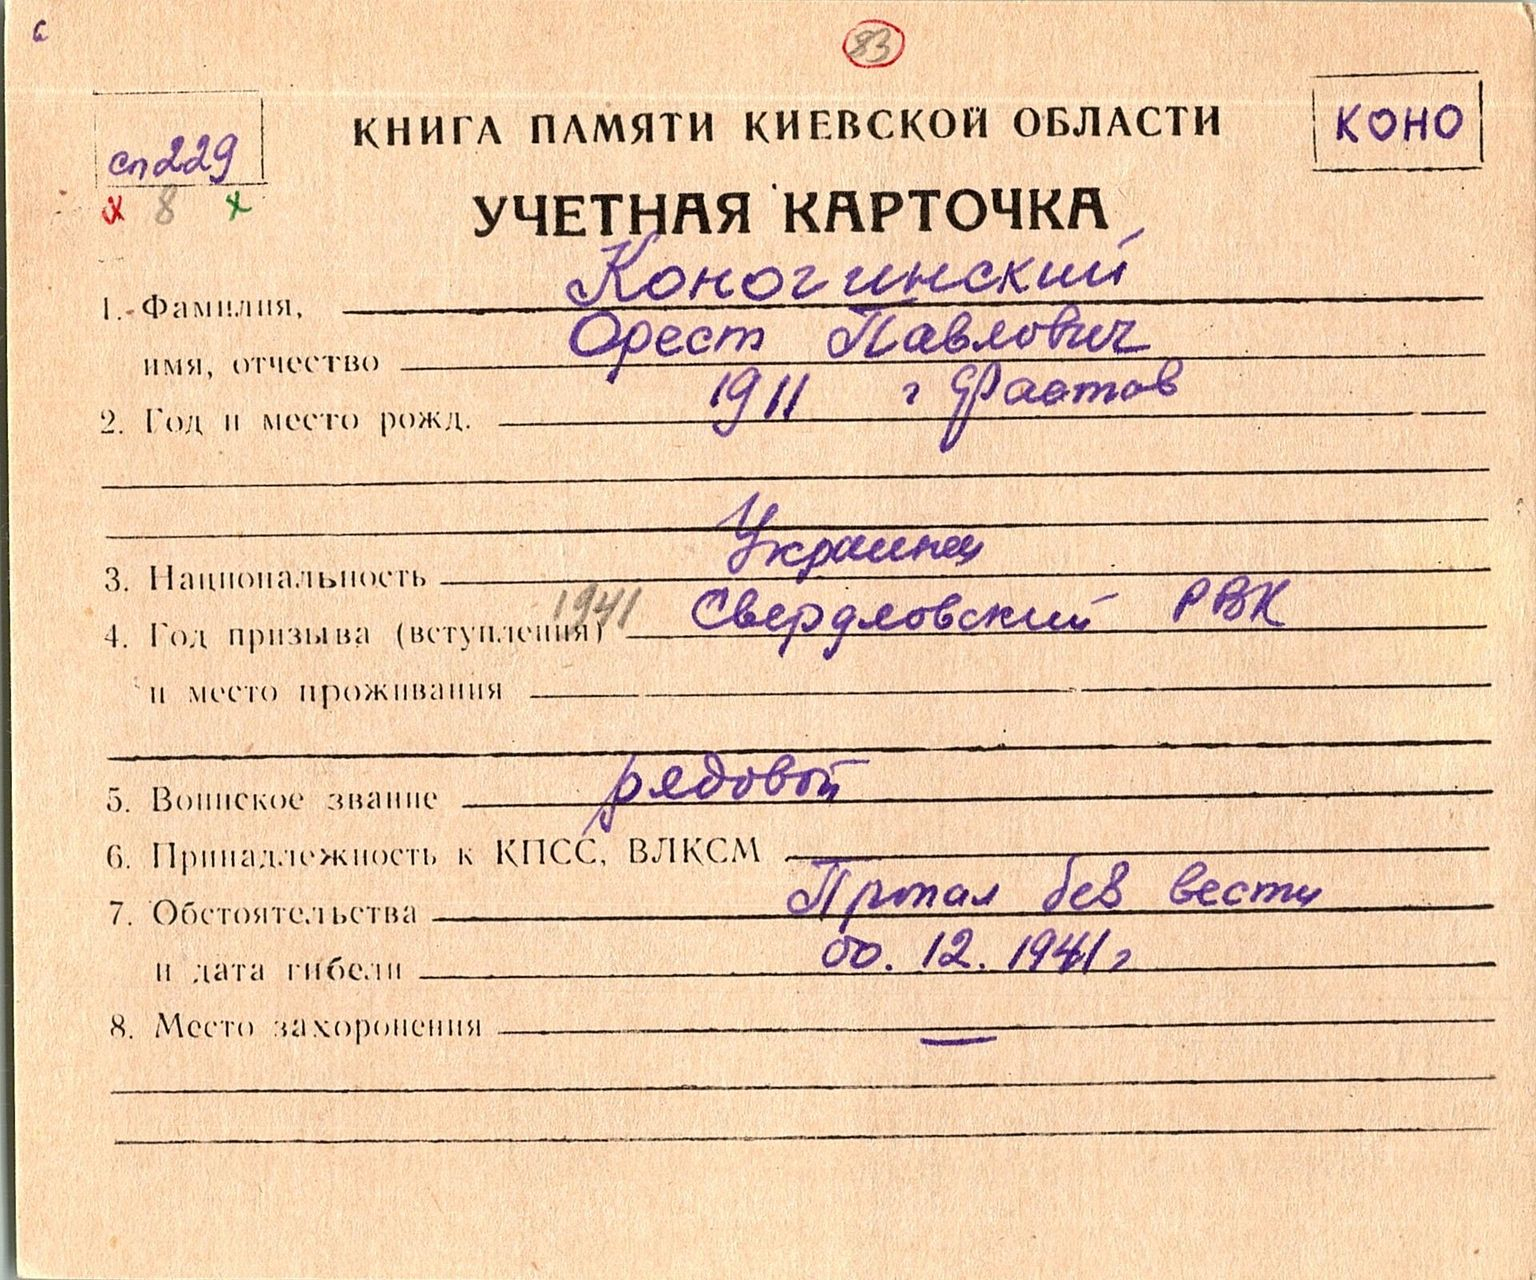 с
83
сп229
КНИГА ПАМЯТИ КИЕВСКОЙ ОБЛАСТИ
КОНО
х 8 х
УЧЕТНАЯ КАРТОЧКА
1. Фамилия, Коногинский
имя, отчество Орест Павлович
2. Год и место рожд. 1911 г Фастов
3. Национальность Украинец
4. Год призыва (вступления) 1941 Свердловский РВК
и место проживания
5. Воинское звание рядовой
6. Принадлежность к КПСС, ВЛКСМ
7. Обстоятельства Пропал без вести
и дата гибели 00.12.1941г
8. Место захоронения —